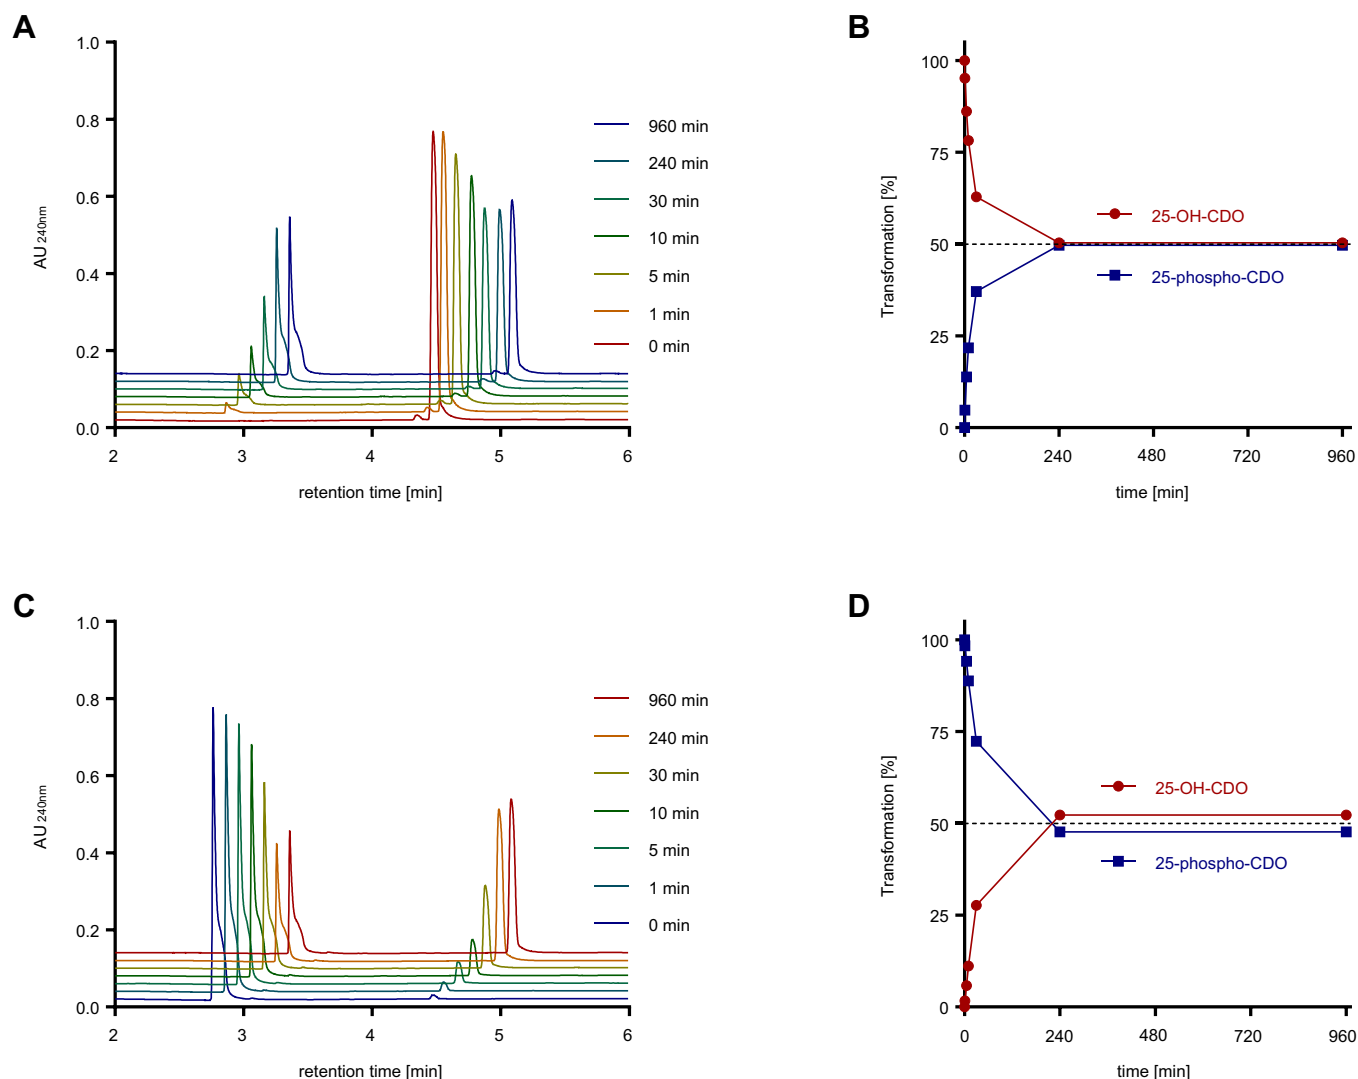 A
1.0
0.8
0.6
0.4
0.2
0.0
AU 240nm
2 3 4 5 6
retention time [min]
960 min
240 min
30 min
10 min
5 min
1 min
0 min
B
100
75
50
25
0
Transformation [%]
0 240 480 720 960
time [min]
25-OH-CDO
25-phospho-CDO
C
1.0
0.8
0.6
0.4
0.2
0.0
AU 240nm
2 3 4 5 6
retention time [min]
960 min
240 min
30 min
10 min
5 min
1 min
0 min
D
100
75
50
25
0
Transformation [%]
0 240 480 720 960
time [min]
25-OH-CDO
25-phospho-CDO